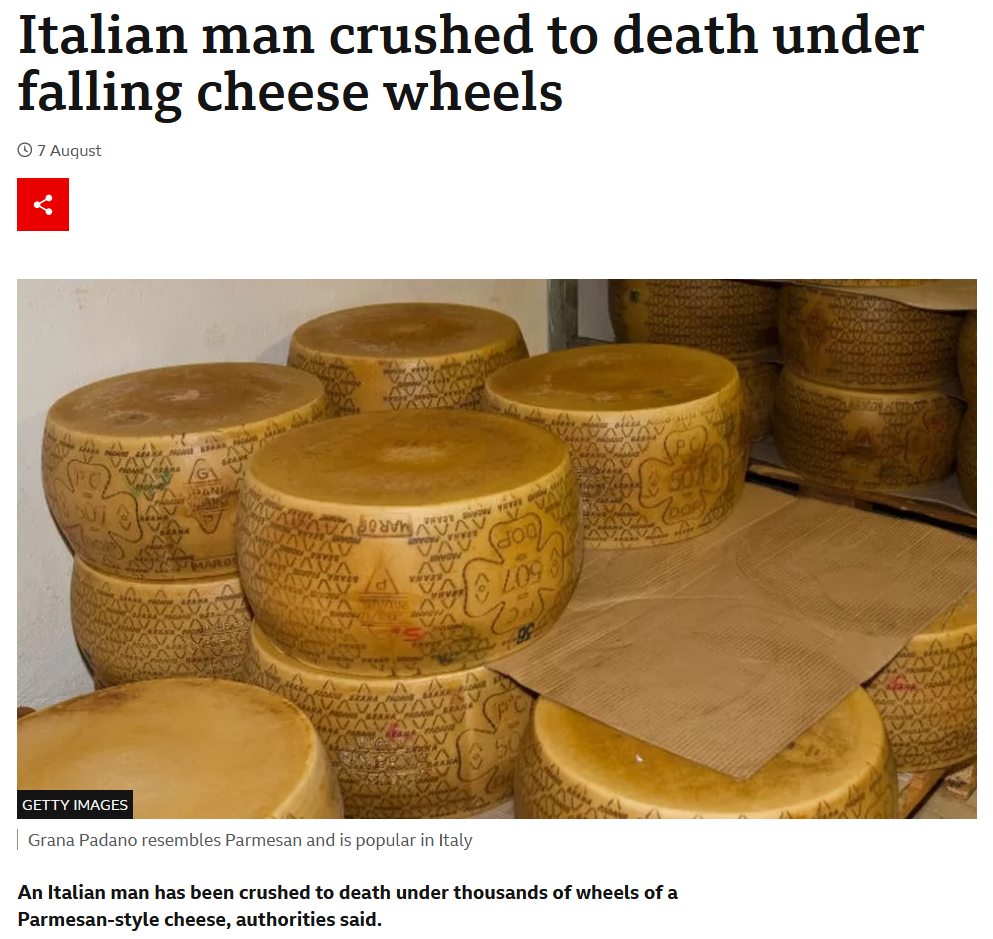 Italian man crushed to death under
falling cheese wheels
7 August
GETTY IMAGES
Grana Padano resembles Parmesan and is popular in Italy
An Italian man has been crushed to death under thousands of wheels of a
Parmesan-style cheese, authorities said.